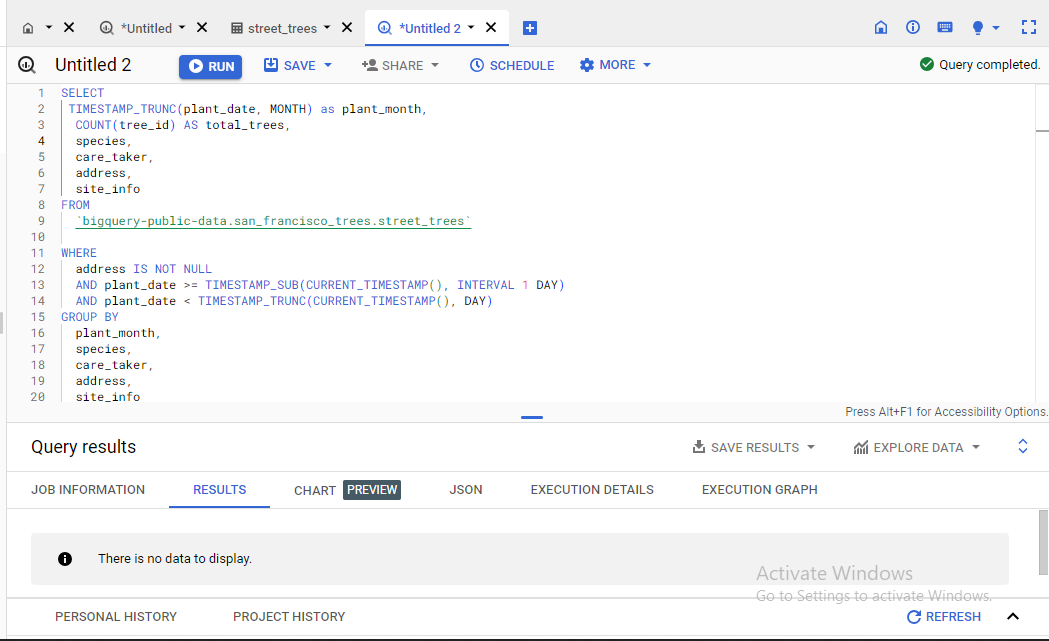 *Untitled
street_trees
*Untitled 2
Untitled 2
RUN
SAVE
SHARE
SCHEDULE
MORE
Query completed.
1 SELECT
2 TIMESTAMP_TRUNC(plant_date, MONTH) as plant_month,
3 COUNT(tree_id) AS total_trees,
4 species,
5 care_taker,
6 address,
7 site_info
8 FROM
9 `bigquery-public-data.san_francisco_trees.street_trees`
10
11 WHERE
12 address IS NOT NULL
13 AND plant_date >= TIMESTAMP_SUB(CURRENT_TIMESTAMP(), INTERVAL 1 DAY)
14 AND plant_date < TIMESTAMP_TRUNC(CURRENT_TIMESTAMP(), DAY)
15 GROUP BY
16 plant_month,
17 species,
18 care_taker,
19 address,
20 site_info
Press Alt+F1 for Accessibility Options.
Query results
SAVE RESULTS
EXPLORE DATA
JOB INFORMATION
RESULTS
CHART PREVIEW
JSON
EXECUTION DETAILS
EXECUTION GRAPH
There is no data to display.
Activate Windows
Go to Settings to activate Windows.
PERSONAL HISTORY
PROJECT HISTORY
REFRESH